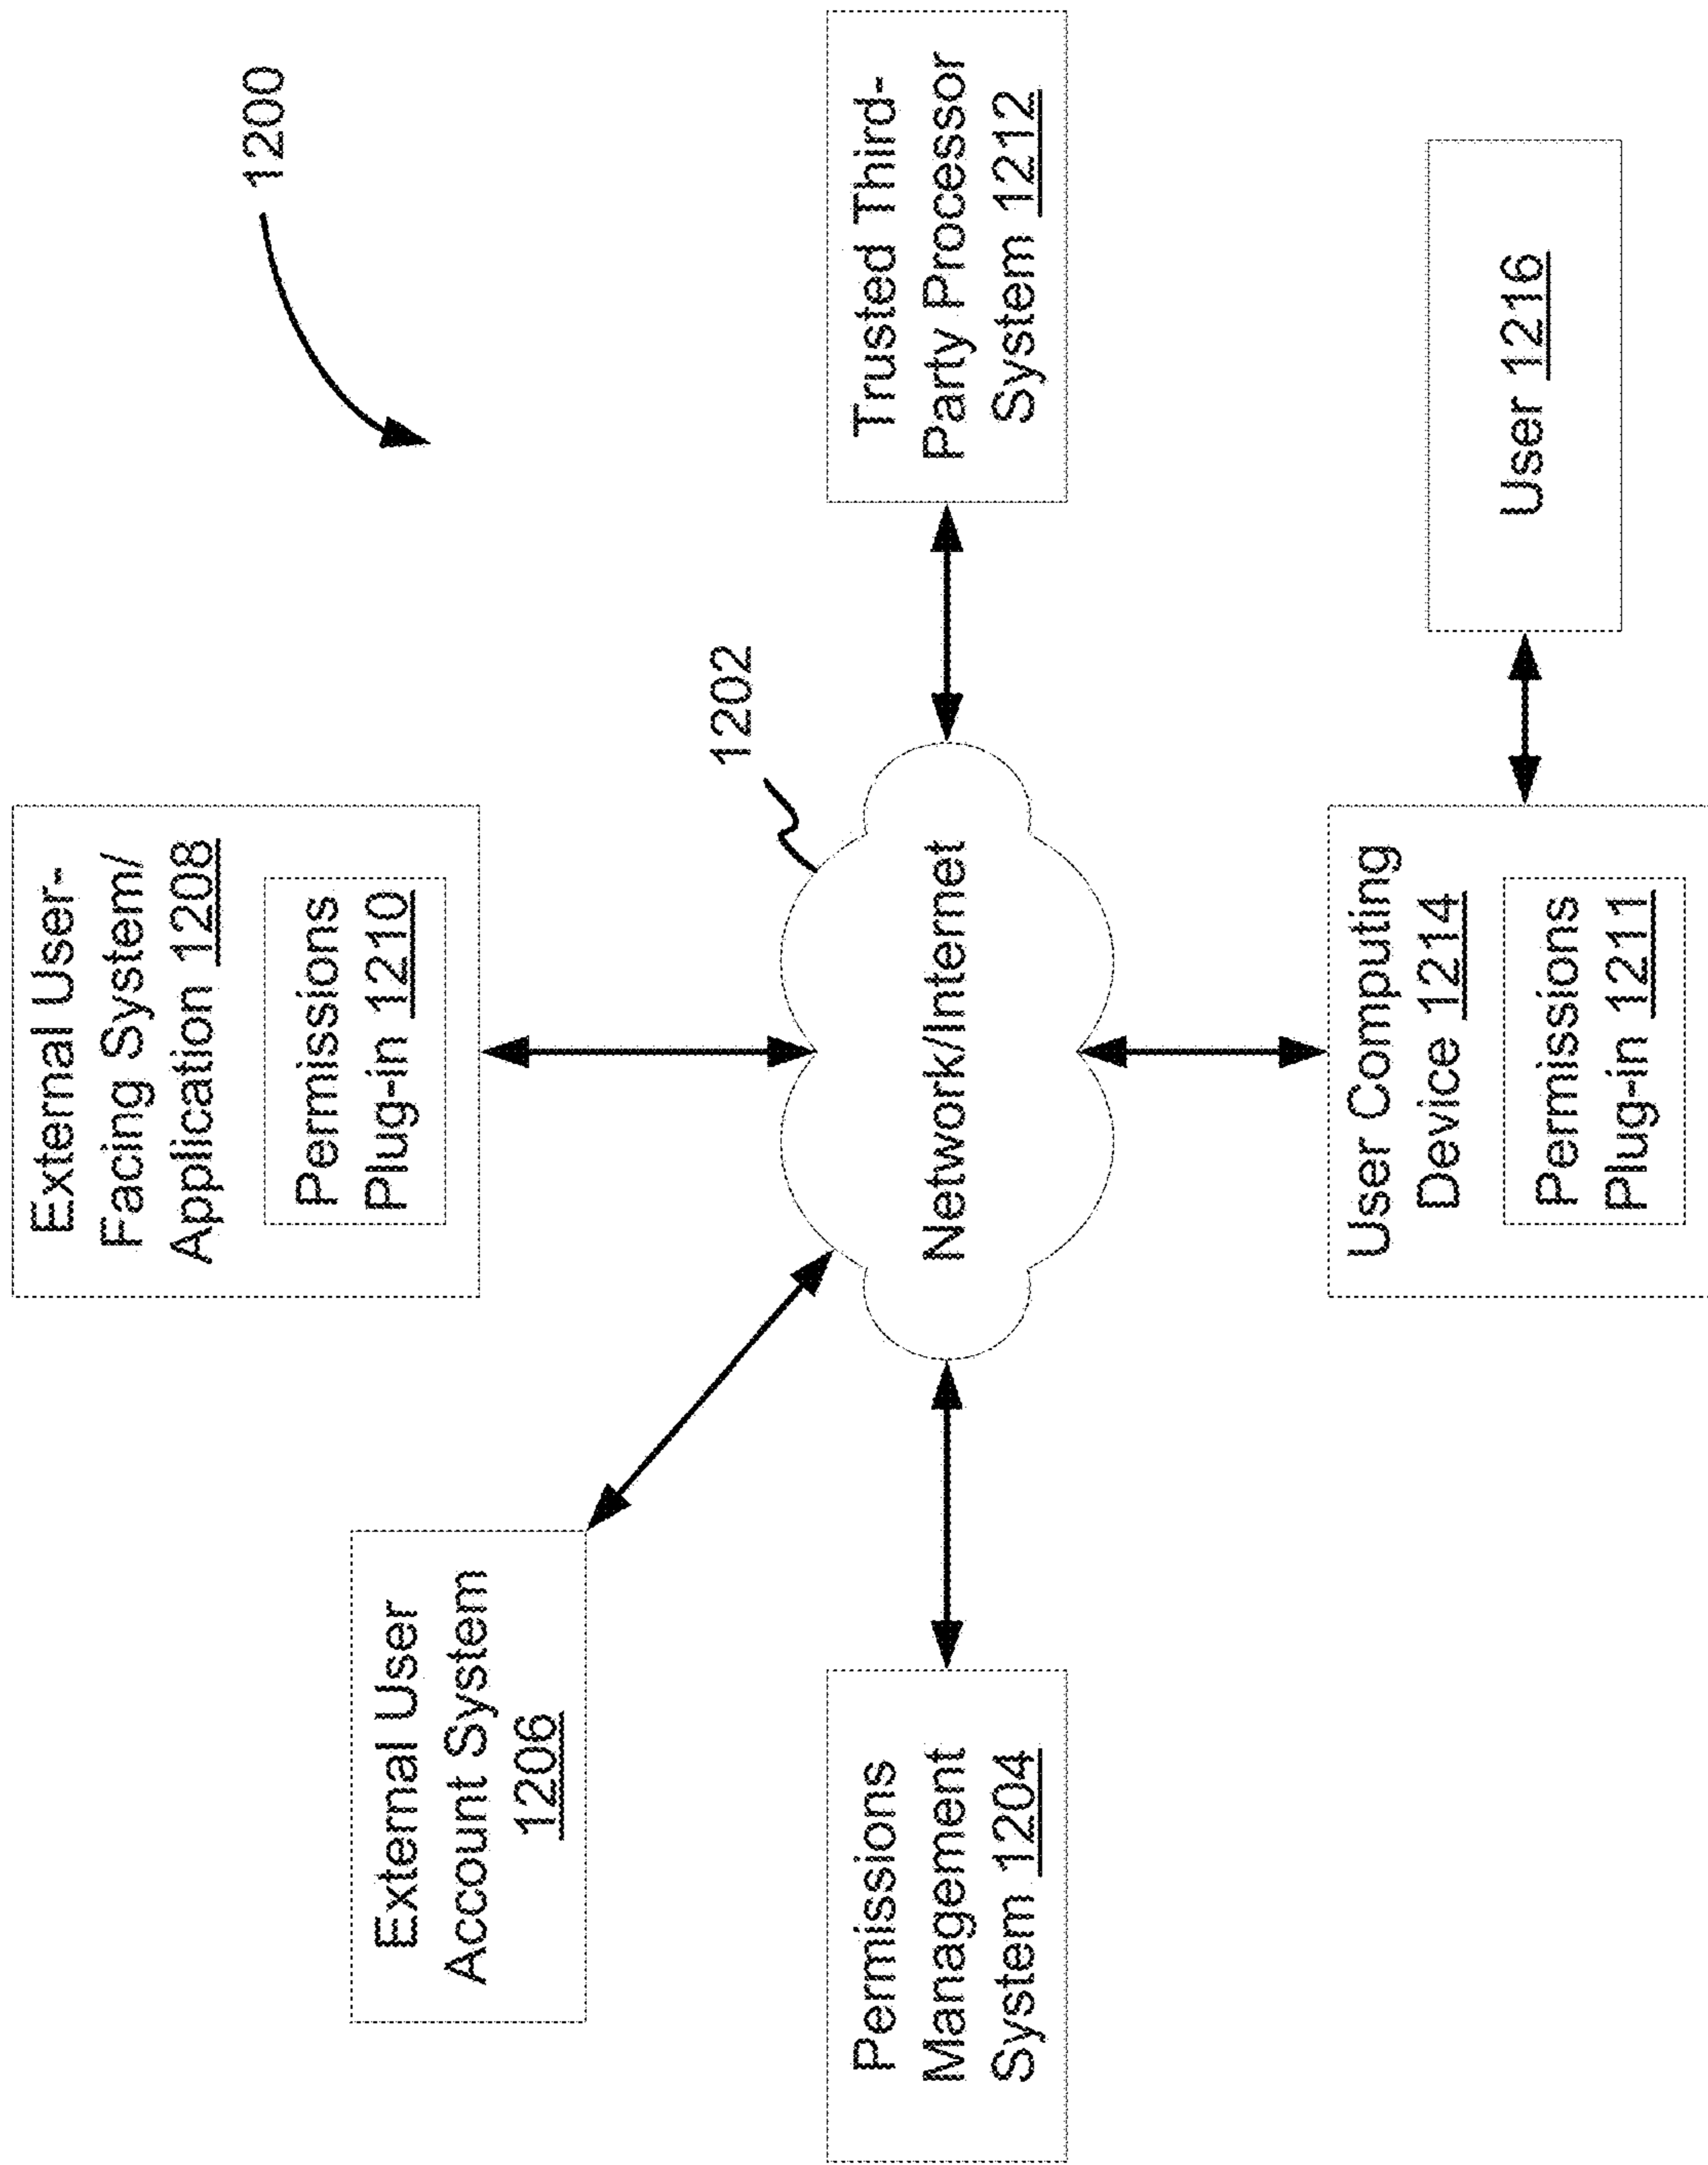 1200
External User-
Facing System/
Application 1208
Permissions
Plug-in 1210
External User
Account System
1206
1202
Permissions
Management
System 1204
Network/Internet
Trusted Third-
Party Processor
System 1212
User Computing
Device 1214
Permissions
Plug-in 1211
User 1216